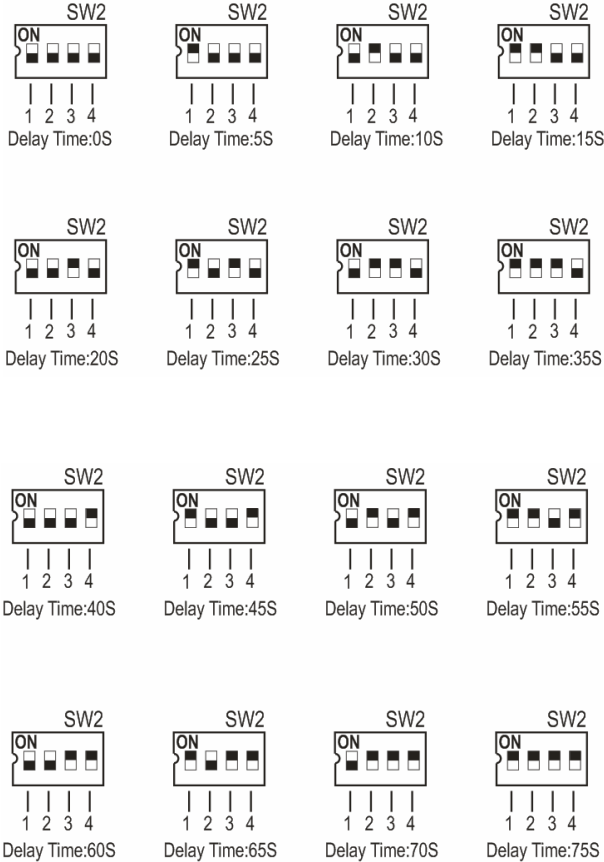 SW2 SW2 SW2 SW2
ON ON ON ON
1 2 3 4 1 2 3 4 1 2 3 4 1 2 3 4
Delay Time:0S Delay Time:5S Delay Time:10S Delay Time:15S
SW2 SW2 SW2 SW2
ON ON ON ON
1 2 3 4 1 2 3 4 1 2 3 4 1 2 3 4
Delay Time:20S Delay Time:25S Delay Time:30S Delay Time:35S
SW2 SW2 SW2 SW2
ON ON ON ON
1 2 3 4 1 2 3 4 1 2 3 4 1 2 3 4
Delay Time:40S Delay Time:45S Delay Time:50S Delay Time:55S
SW2 SW2 SW2 SW2
ON ON ON ON
1 2 3 4 1 2 3 4 1 2 3 4 1 2 3 4
Delay Time:60S Delay Time:65S Delay Time:70S Delay Time:75S